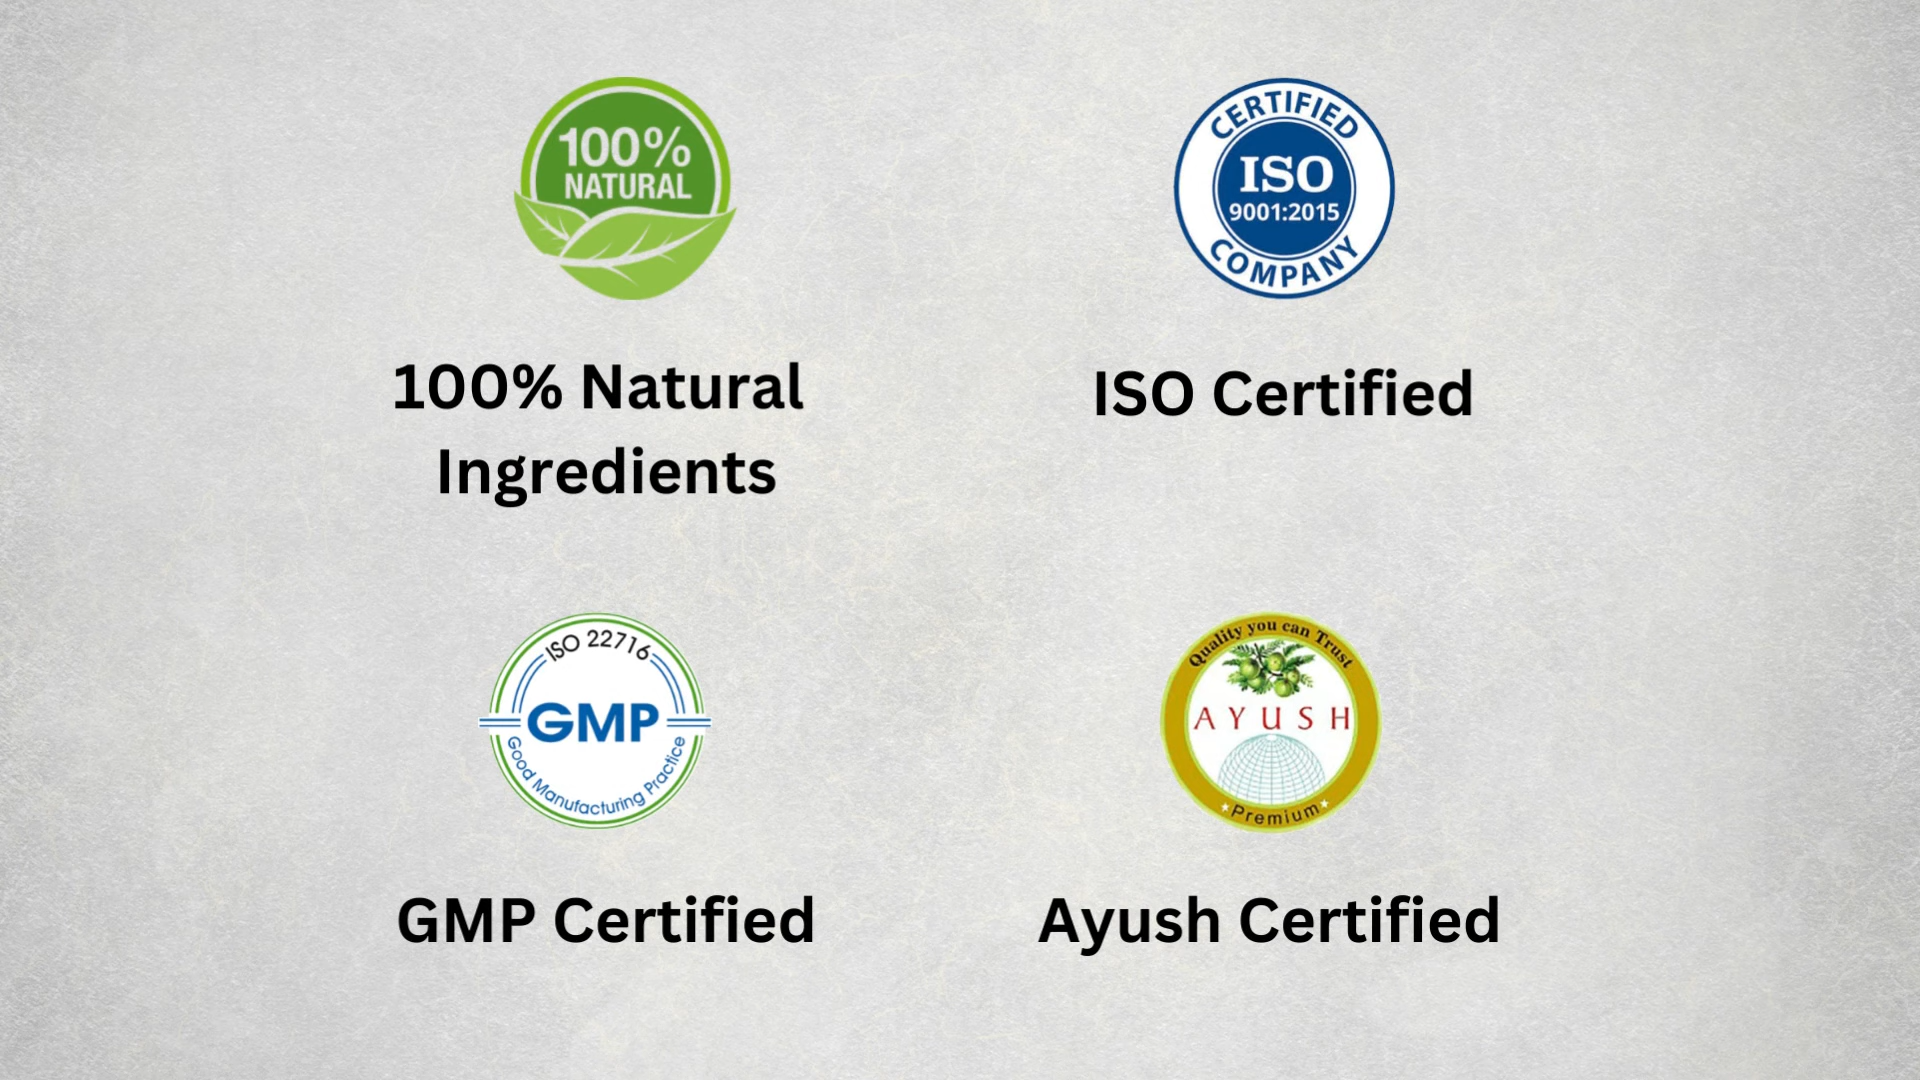 100%
NATURAL
100% Natural
Ingredients
CERTIFIED
ISO
9001:2015
COMPANY
ISO Certified
ISO 22716
GMP
Good Manufacturing Practice
GMP Certified
Quality you can Trust
AYUSH
Premium
Ayush Certified